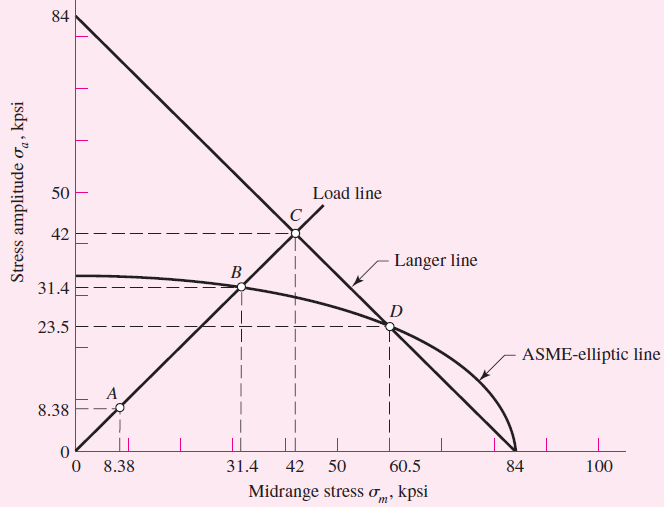 84
50
42
31.4
23.5
8.38
0
Stress amplitude σa, kpsi
Load line
C
Langer line
B
D
ASME-elliptic line
A
0 8.38 31.4 42 50 60.5 84 100
Midrange stress σm, kpsi